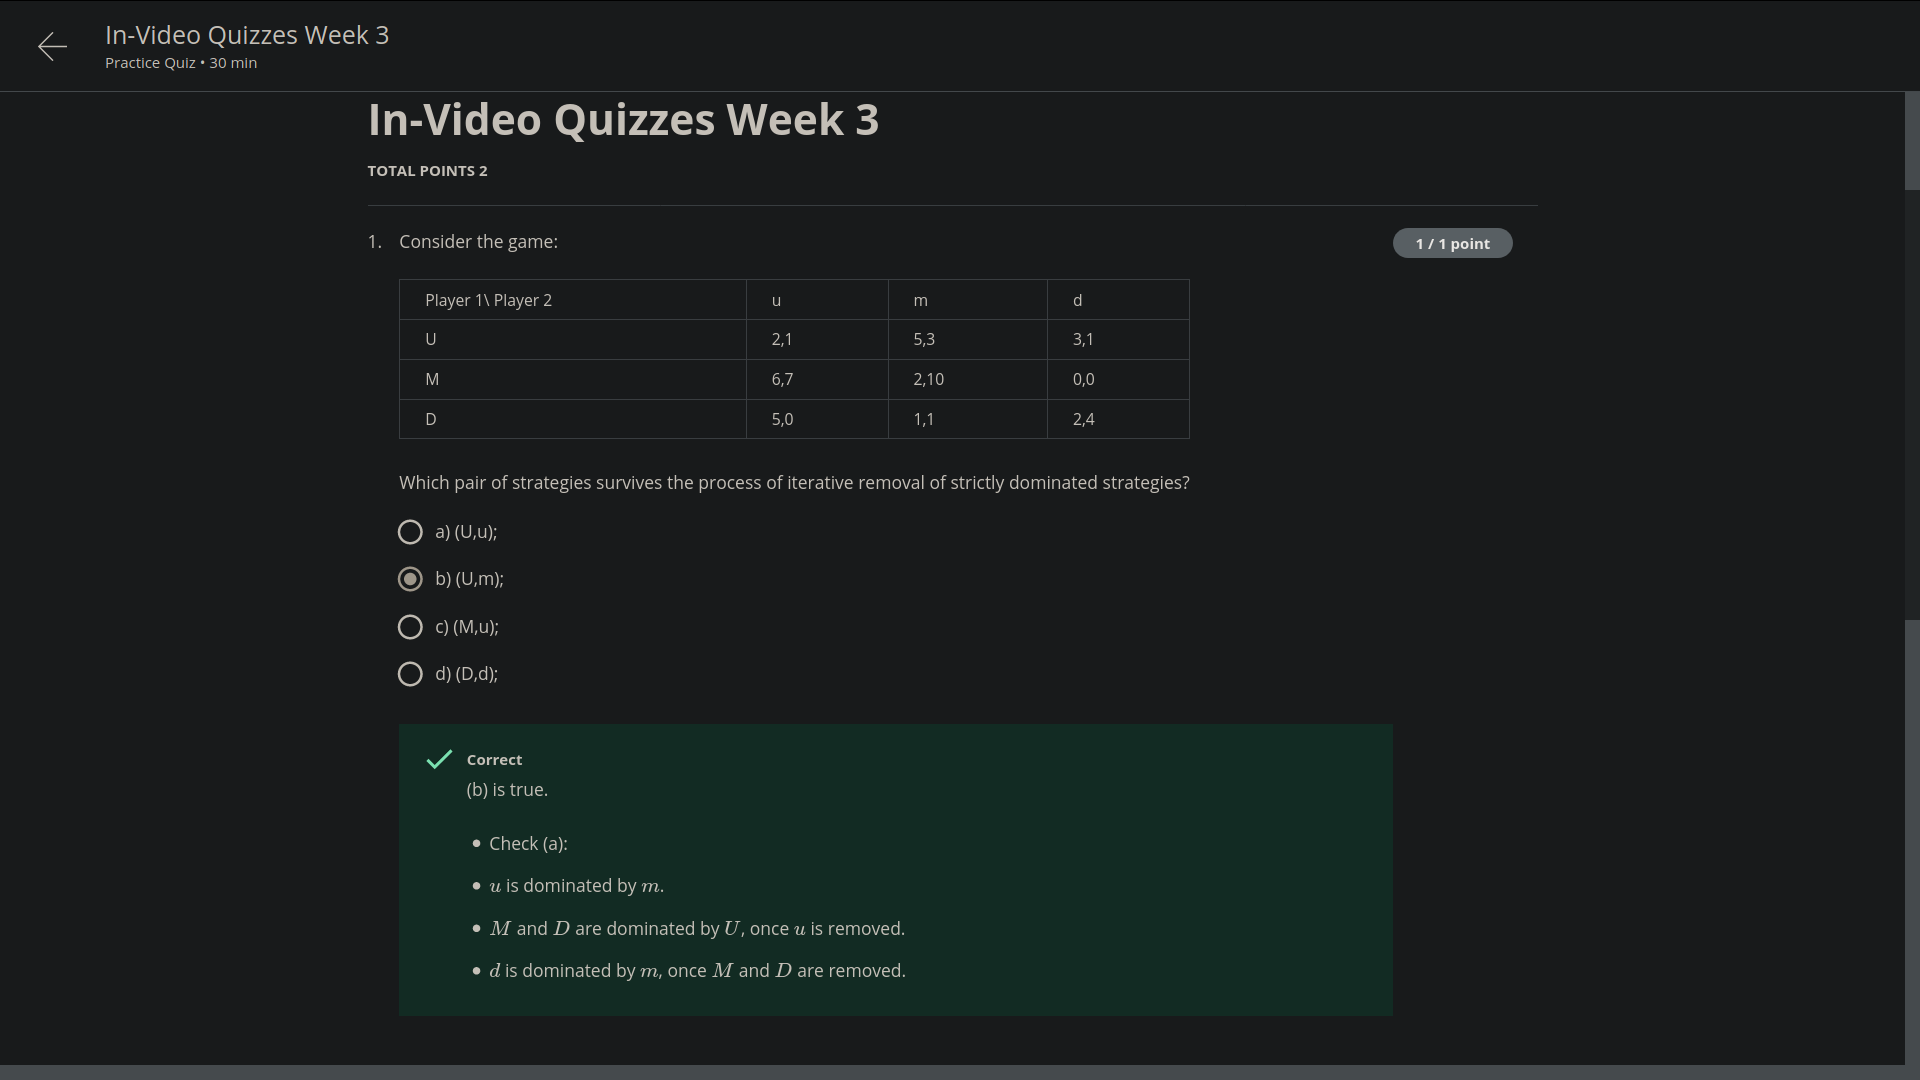 In-Video Quizzes Week 3
Practice Quiz • 30 min
In-Video Quizzes Week 3
TOTAL POINTS 2
1. Consider the game:
1 / 1 point
Player 1\ Player 2 u m d
U 2,1 5,3 3,1
M 6,7 2,10 0,0
D 5,0 1,1 2,4
Which pair of strategies survives the process of iterative removal of strictly dominated strategies?
a) (U,u);
b) (U,m);
c) (M,u);
d) (D,d);
Correct
(b) is true.
• Check (a):
• u is dominated by m.
• M and D are dominated by U, once u is removed.
• d is dominated by m, once M and D are removed.